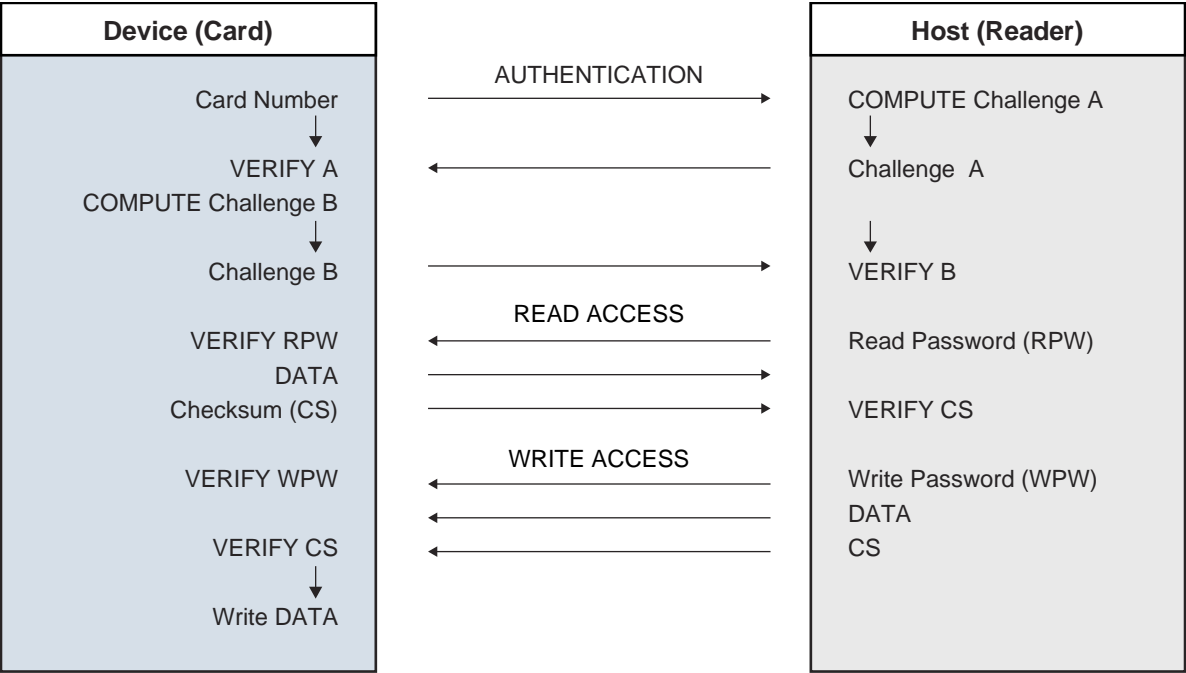 Device (Card)
Host (Reader)
AUTHENTICATION
Card Number
COMPUTE Challenge A
VERIFY A
Challenge A
COMPUTE Challenge B
Challenge B
VERIFY B
READ ACCESS
VERIFY RPW
Read Password (RPW)
DATA
Checksum (CS)
VERIFY CS
WRITE ACCESS
VERIFY WPW
Write Password (WPW)
DATA
VERIFY CS
CS
Write DATA